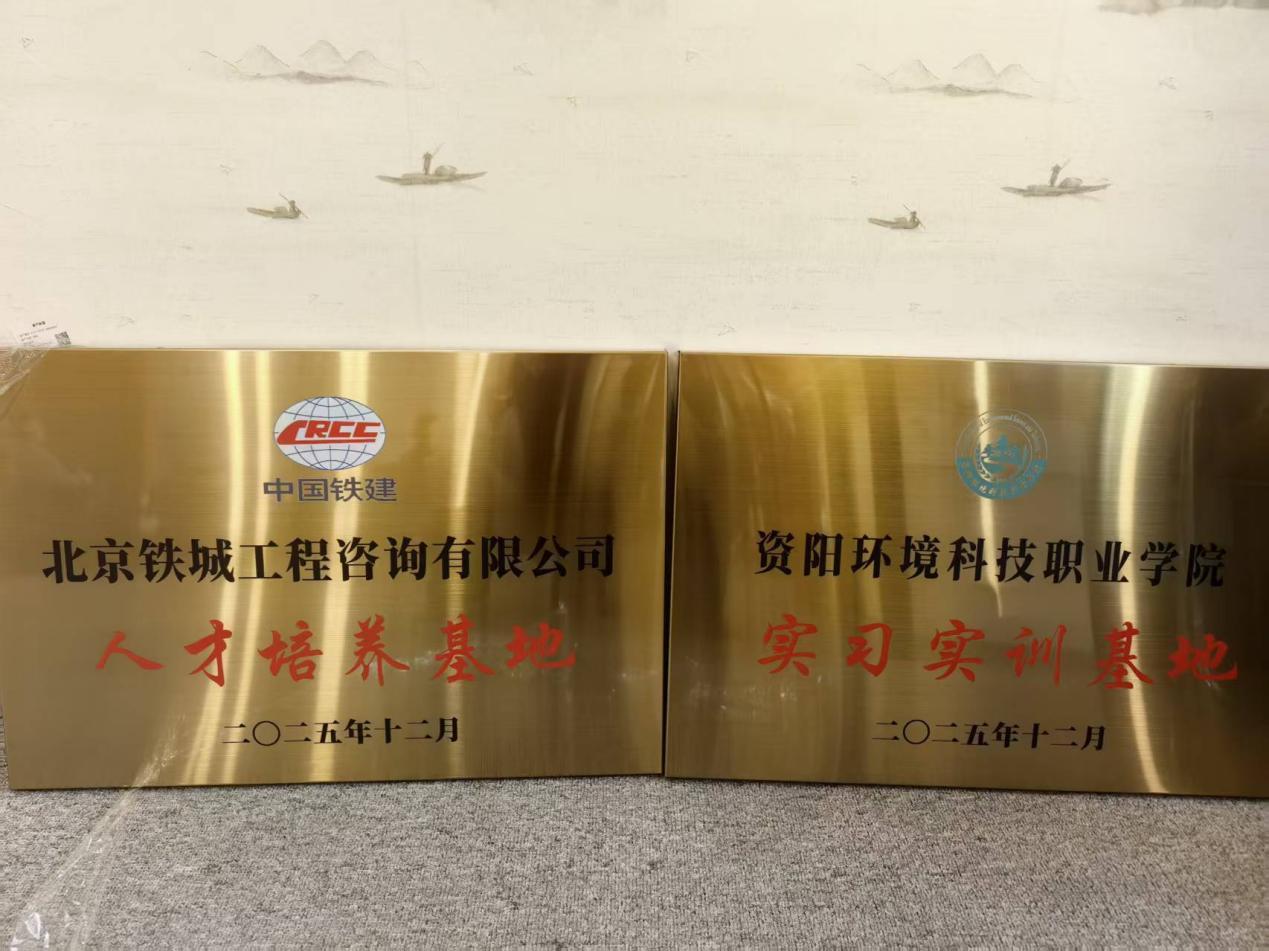 CRCC
中国铁建
北京铁城工程咨询有限公司
人才培养基地
二〇二五年十二月
资阳环境科技职业学院
实习实训基地
二〇二五年十二月